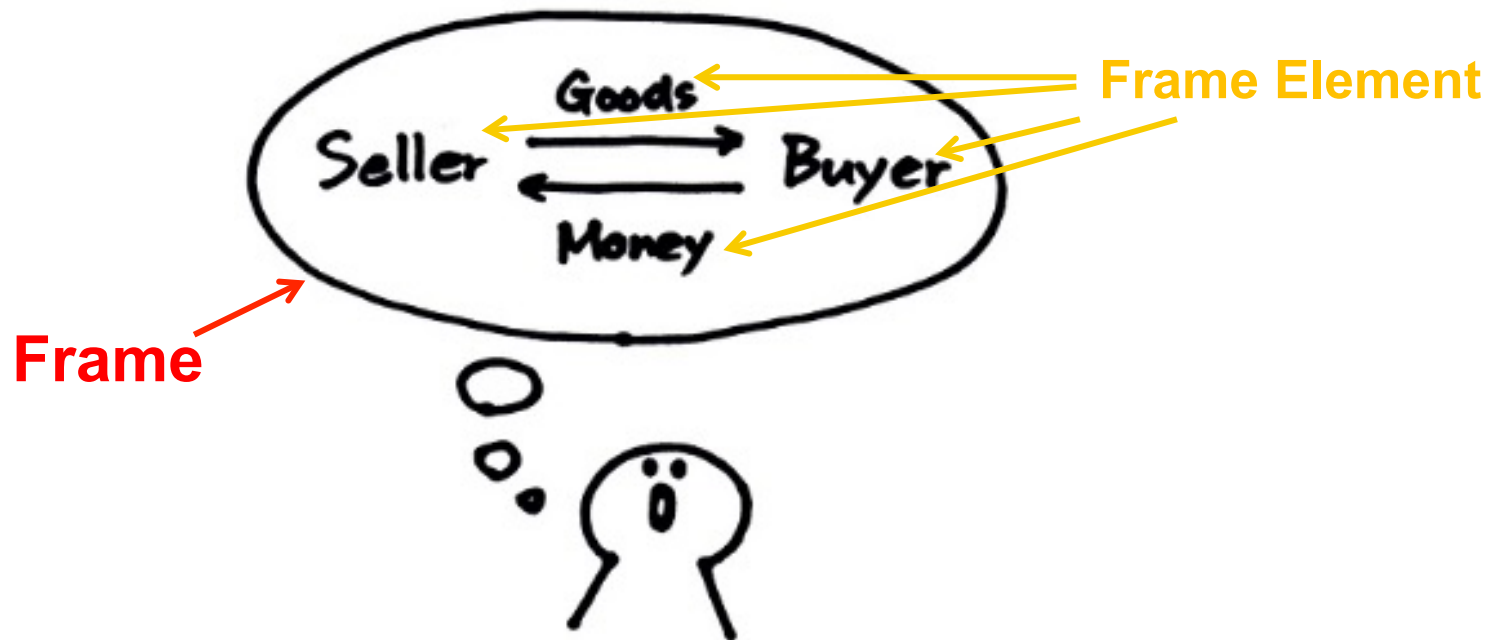 Goods
Frame Element
Seller
Buyer
Money
Frame